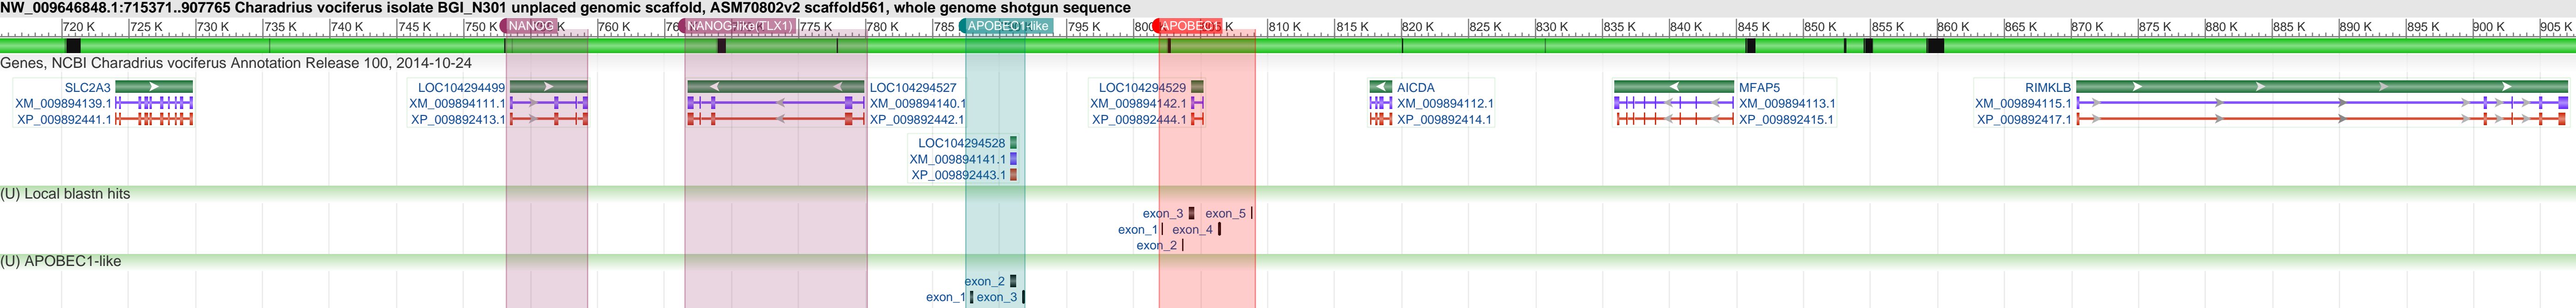 NW_009646848.1:715371..907765 Charadrius vociferus isolate BGI_N301 unplaced genomic scaffold, ASM70802v2 scaffold561, whole genome shotgun sequence
720 K 725 K 730 K 735 K 740 K 745 K 750 K NANOG K 760 K 76 NANOG-like (TLX1) 775 K 780 K 785 APOBEC1-like 795 K 800 APOBEC1 K 810 K 815 K 820 K 825 K 830 K 835 K 840 K 845 K 850 K 855 K 860 K 865 K 870 K 875 K 880 K 885 K 890 K 895 K 900 K 905 K
Genes, NCBI Charadrius vociferus Annotation Release 100, 2014-10-24
SLC2A3 LOC104294499 LOC104294527 LOC104294529 AICDA MFAP5 RIMKLB
XM_009894139.1 XM_009894111.1 XM_009894140.1 XM_009894142.1 XM_009894112.1 XM_009894113.1 XM_009894115.1
XP_009892441.1 XP_009892413.1 XP_009892442.1 XP_009892444.1 XP_009892414.1 XP_009892415.1 XP_009892417.1
LOC104294528
XM_009894141.1
XP_009892443.1
(U) Local blastn hits
exon_3 exon_5
exon_1 exon_4
exon_2
(U) APOBEC1-like
exon_2
exon_1 exon_3